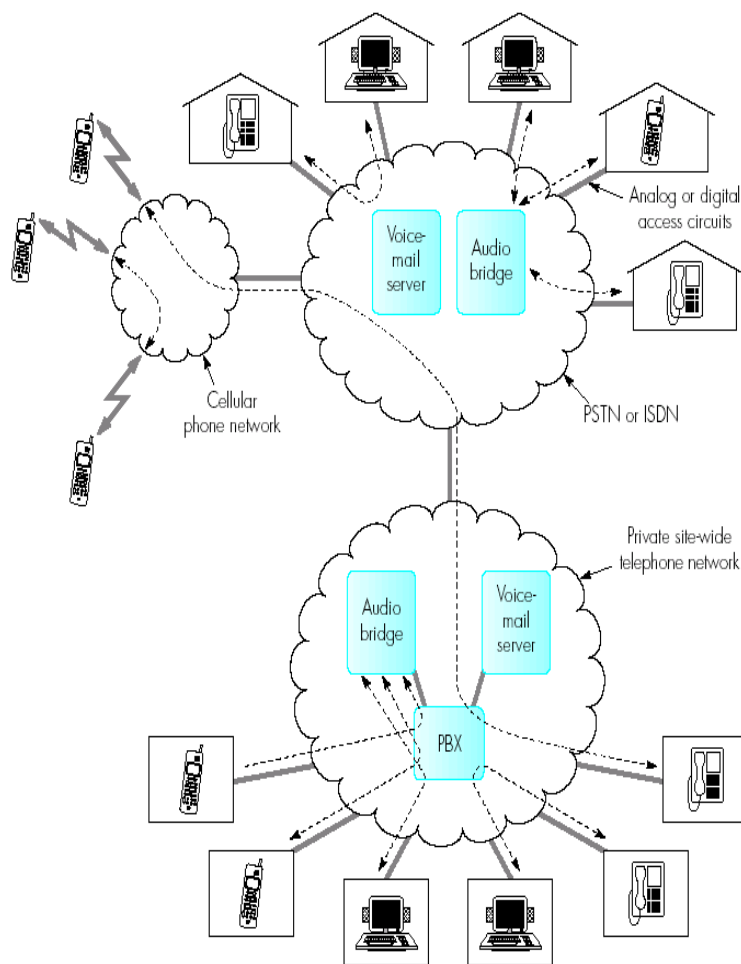 Analog or digital
access circuits
Voice-
mail
server
Audio
bridge
Cellular
phone network
PSTN or ISDN
Private site-wide
telephone network
Audio
bridge
Voice-
mail
server
PBX